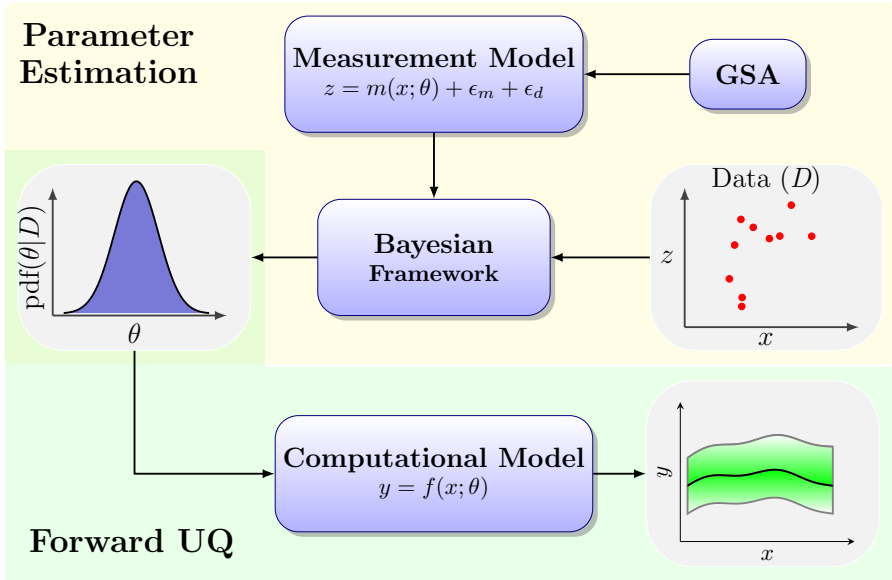 Parameter
Estimation
Measurement Model
z = m(x; θ) + ϵ_m + ϵ_d
GSA
pdf(θ|D)
θ
Bayesian
Framework
Data (D)
z
x
Computational Model
y = f(x; θ)
y
x
Forward UQ